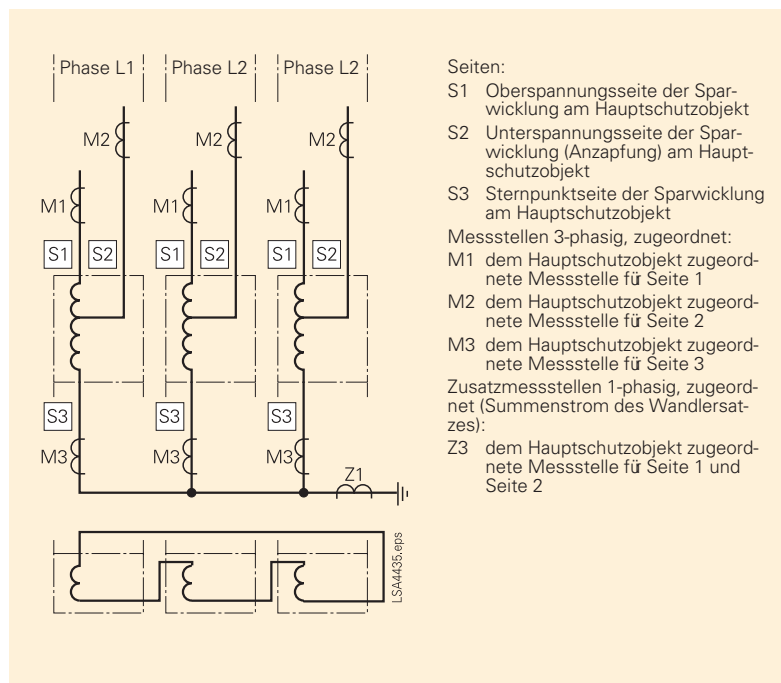 Phase L1 Phase L2 Phase L2
M2 M2 M2
M1 M1 M1
S1 S2 S1 S2 S1 S2
S3 S3 S3
M3 M3 M3
Z1
LSA4435.eps
Seiten:
S1 Oberspannungsseite der Spar-
wicklung am Hauptschutzobjekt
S2 Unterspannungsseite der Spar-
wicklung (Anzapfung) am Haupt-
schutzobjekt
S3 Sternpunktseite der Sparwicklung
am Hauptschutzobjekt
Messstellen 3-phasig, zugeordnet:
M1 dem Hauptschutzobjekt zugeord-
nete Messstelle für Seite 1
M2 dem Hauptschutzobjekt zugeord-
nete Messstelle für Seite 2
M3 dem Hauptschutzobjekt zugeord-
nete Messstelle für Seite 3
Zusatzmessstellen 1-phasig, zugeord-
net (Summenstrom des Wandlersat-
zes):
Z3 dem Hauptschutzobjekt zugeord-
nete Messstelle für Seite 1 und
Seite 2